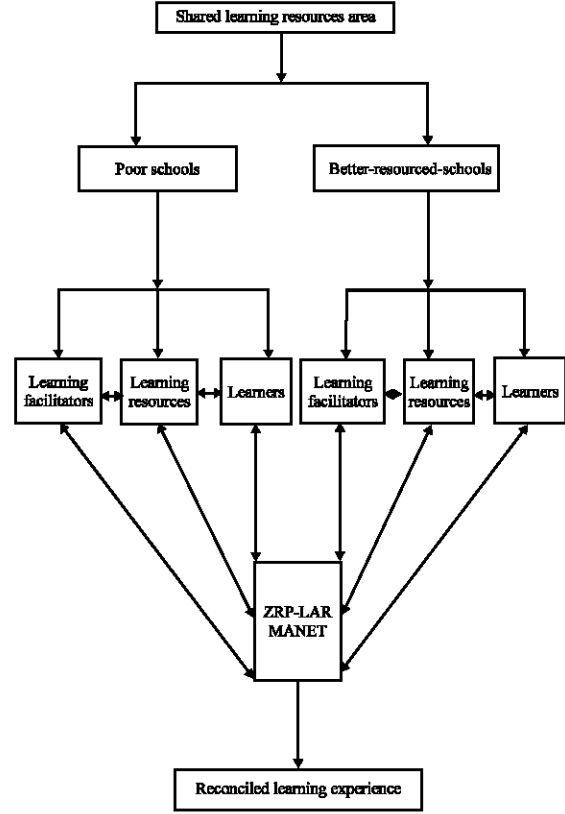 Shared learning resources area
Poor schools
Better-resourced-schools
Learning
facilitators
Learning
resources
Learners
Learning
facilitators
Learning
resources
Learners
ZRP-LAR
MANET
Reconciled learning experience